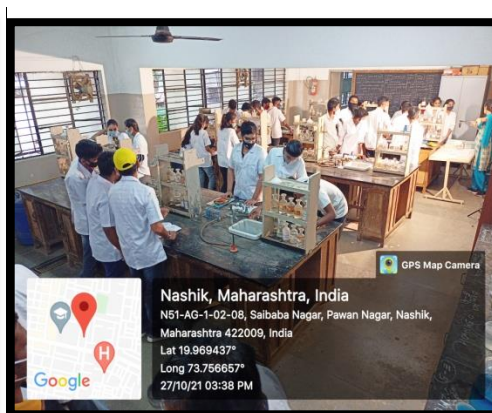 GPS Map Camera
Nashik, Maharashtra, India
N51-AG-1-02-08, Saibaba Nagar, Pawan Nagar, Nashik,
Maharashtra 422009, India
Lat 19.969437°
Long 73.756657°
27/10/21 03:38 PM
H
Google